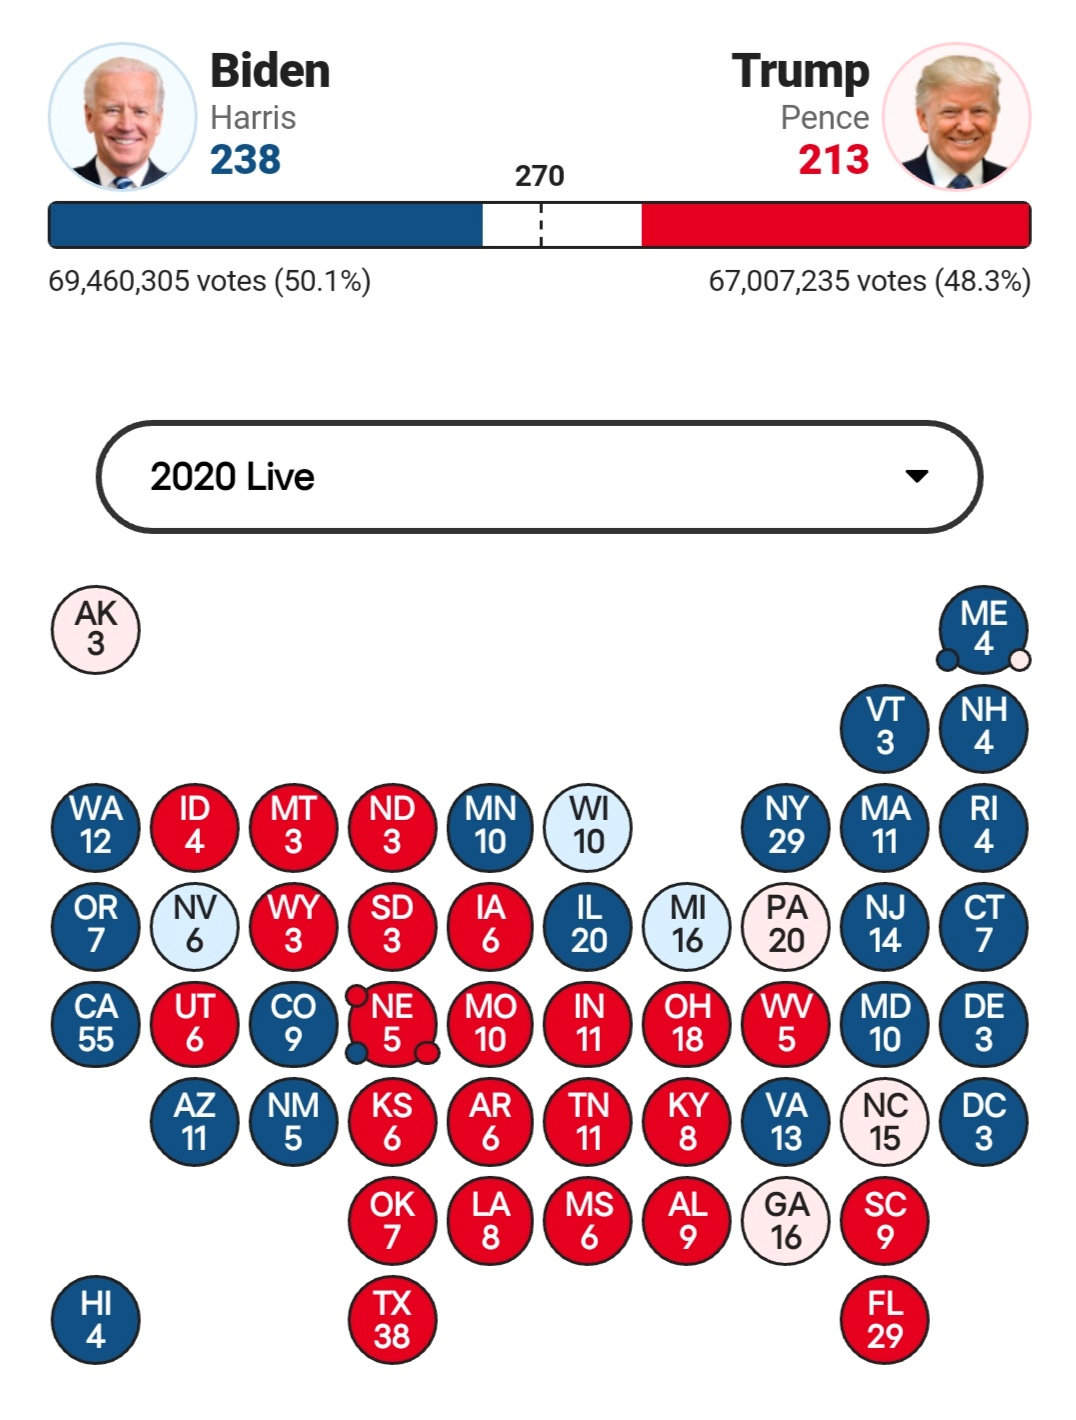 Biden
Harris
238
Trump
Pence
213
270
69,460,305 votes (50.1%)
67,007,235 votes (48.3%)
2020 Live
AK
3
ME
4
VT
3
NH
4
WA
12
ID
4
MT
3
ND
3
MN
10
WI
10
NY
29
MA
11
RI
4
OR
7
NV
6
WY
3
SD
3
IA
6
IL
20
MI
16
PA
20
NJ
14
CT
7
CA
55
UT
6
CO
9
NE
5
MO
10
IN
11
OH
18
WV
5
MD
10
DE
3
AZ
11
NM
5
KS
6
AR
6
TN
11
KY
8
VA
13
NC
15
DC
3
OK
7
LA
8
MS
6
AL
9
GA
16
SC
9
HI
4
TX
38
FL
29